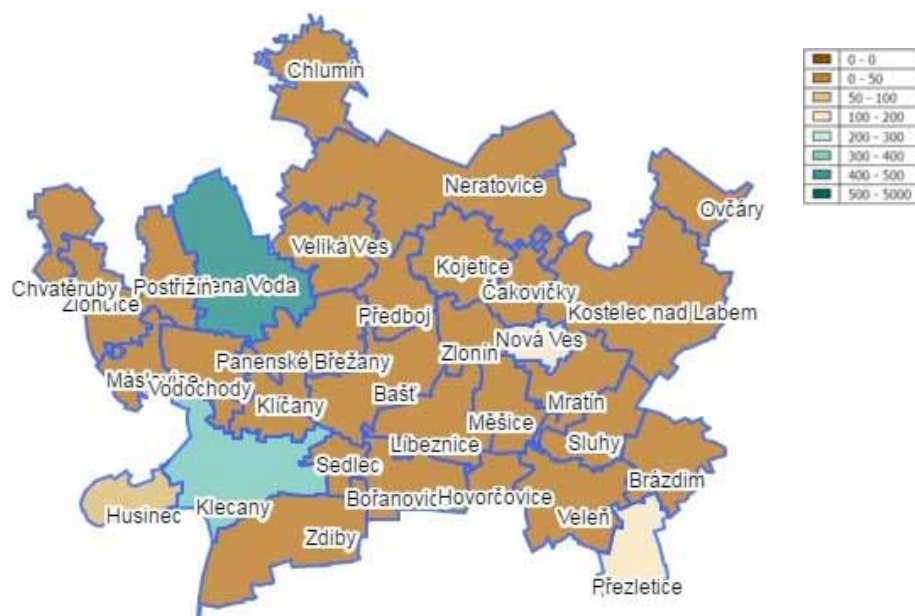 Chlumín
Neratovice
Ovčáry
Veliká Ves
Kojetice
Čakovičky
Chvatěruby
Zlončice
Postřižín
ena Voda
Předboj
Kostelec nad Labem
Nová Ves
Zlonín
Panenské Břežany
Máslovice
Vodochody
Klíčany
Bašť
Měšice
Mratín
Líbeznice
Sluhy
Sedlec
Brázdim
Husinec
Klecany
Bořanovic
Hovorčovice
Veleň
Zdiby
Přezletice
0 - 0
0 - 50
50 - 100
100 - 200
200 - 300
300 - 400
400 - 500
500 - 5000